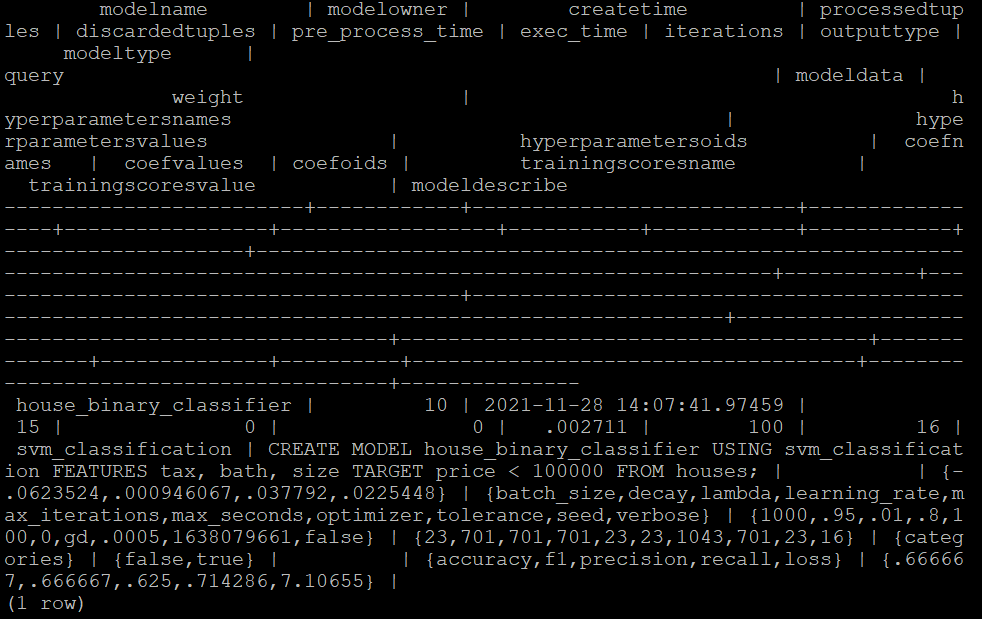 modelname | modelowner | createtime | processedtup
les | discardedtuples | pre_process_time | exec_time | iterations | outputtype |
modeltype |
query | modeldata |
weight | h
yperparametersnames | hype
rparametersvalues | hyperparametersoids | coefn
ames | coefvalues | coefoids | trainingscoresname |
trainingscoresvalue | modeldescribe
-------------------------+------------+---------------------------+-------------
----+-----------------+------------------+-----------+------------+------------+
--------------------+-----------------------------------------------------------
----------------------------------------------------------------+-----------+---
--------------------------------------+-----------------------------------------
------------------------------------------------------------+-------------------
--------------------------------+---------------------------------------+-------
-------+--------------+----------+-------------------------------------+--------
--------------------------------+---------------
house_binary_classifier | 10 | 2021-11-28 14:07:41.97459 |
15 | 0 | 0 | .002711 | 100 | 16 |
svm_classification | CREATE MODEL house_binary_classifier USING svm_classificat
ion FEATURES tax, bath, size TARGET price < 100000 FROM houses; | | {-
.0623524,.000946067,.037792,.0225448} | {batch_size,decay,lambda,learning_rate,m
ax_iterations,max_seconds,optimizer,tolerance,seed,verbose} | {1000,.95,.01,.8,1
00,0,gd,.0005,1638079661,false} | {23,701,701,701,23,23,1043,701,23,16} | {categ
ories} | {false,true} | | {accuracy,f1,precision,recall,loss} | {.66666
7,.666667,.625,.714286,7.10655} |
(1 row)